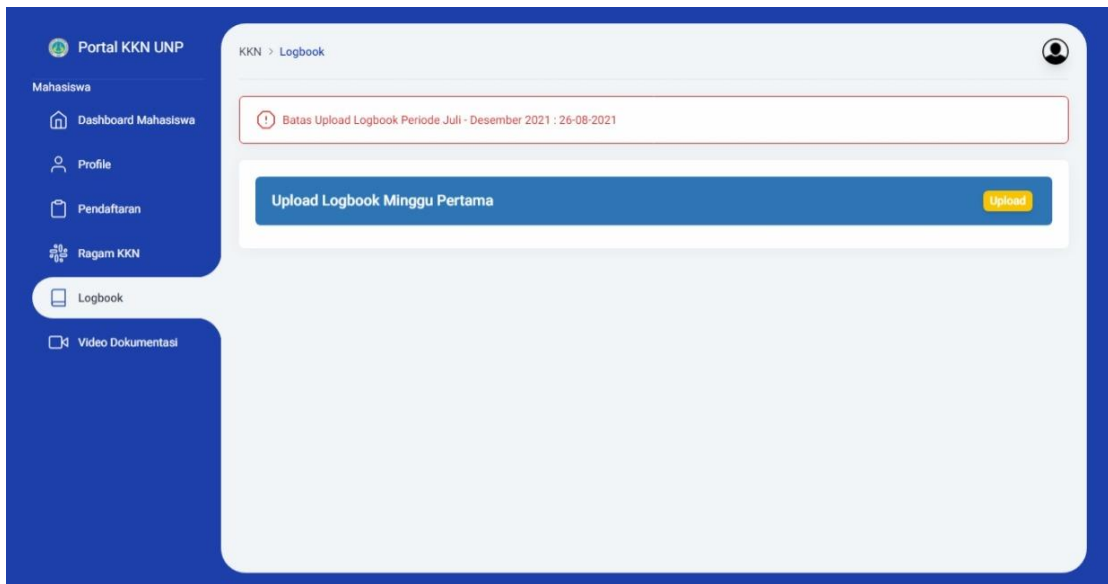 Portal KKN UNP
Mahasiswa
Dashboard Mahasiswa
Profile
Pendaftaran
Ragam KKN
Logbook
Video Dokumentasi
KKN > Logbook
Batas Upload Logbook Periode Juli - Desember 2021 : 26-08-2021
Upload Logbook Minggu Pertama
Upload